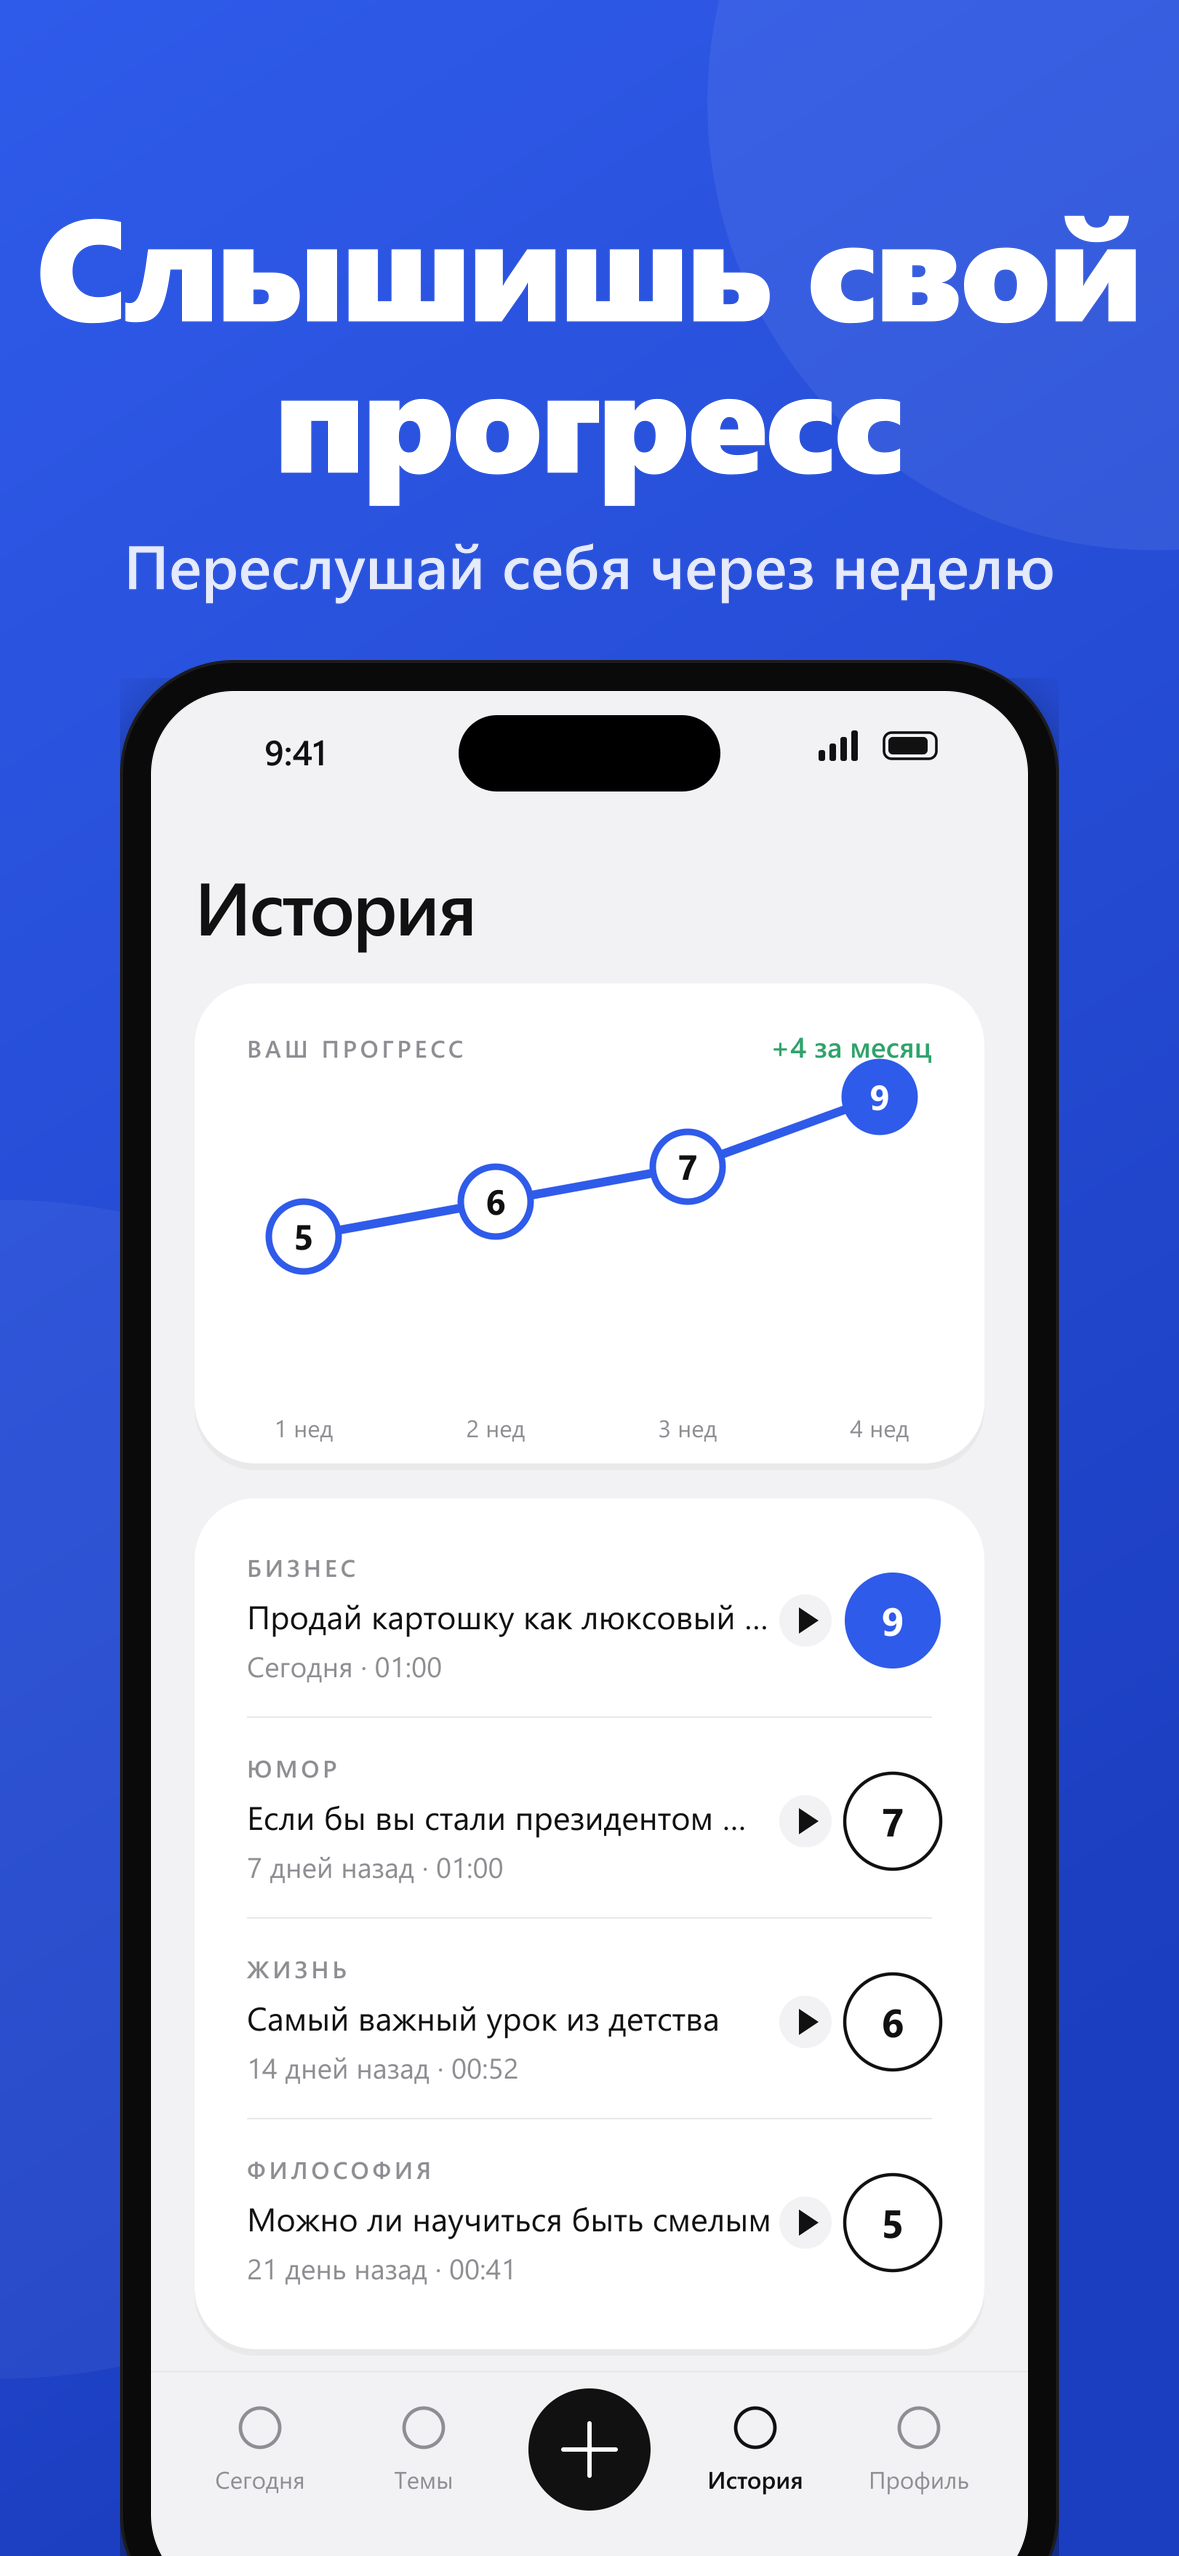 Слышишь свой
прогресс
Переслушай себя через неделю
9:41
История
ВАШ ПРОГРЕСС
+4 за месяц
9
7
6
5
1 нед
2 нед
3 нед
4 нед
БИЗНЕС
Продай картошку как люксовый ...
9
Сегодня · 01:00
ЮМОР
Если бы вы стали президентом ...
7
7 дней назад · 01:00
ЖИЗНЬ
Самый важный урок из детства
6
14 дней назад · 00:52
ФИЛОСОФИЯ
Можно ли научиться быть смелым
5
21 день назад · 00:41
Сегодня
Темы
История
Профиль